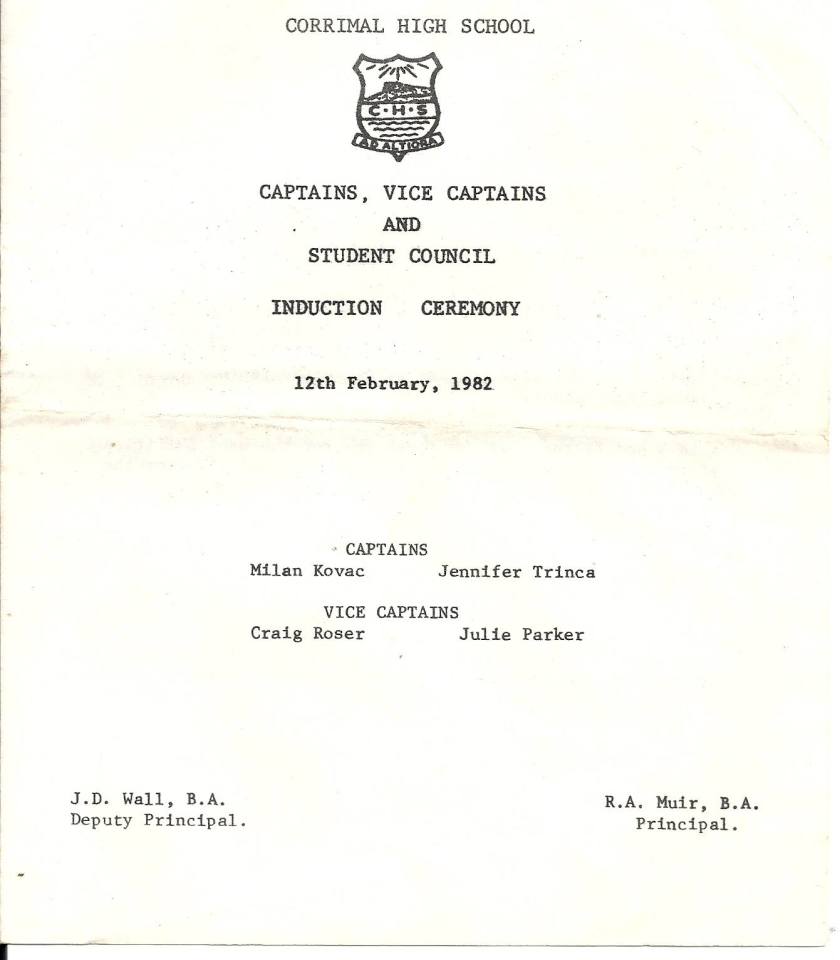 CORRIMAL HIGH SCHOOL
C·H·S
AD ALTIORA
CAPTAINS, VICE CAPTAINS
AND
STUDENT COUNCIL
INDUCTION CEREMONY
12th February, 1982
CAPTAINS
Milan Kovac Jennifer Trinca
VICE CAPTAINS
Craig Roser Julie Parker
J.D. Wall, B.A. R.A. Muir, B.A.
Deputy Principal. Principal.